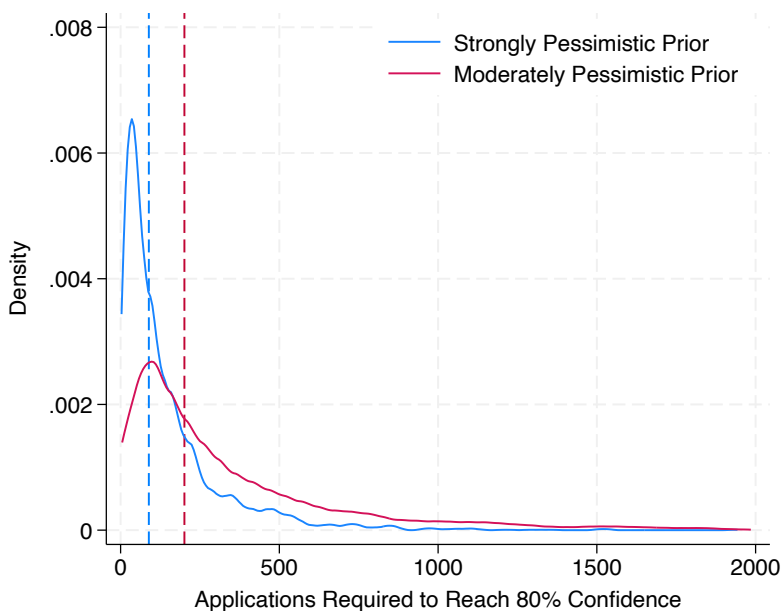 Strongly Pessimistic Prior
Moderately Pessimistic Prior
Density
.008
.006
.004
.002
0
0 500 1000 1500 2000
Applications Required to Reach 80% Confidence